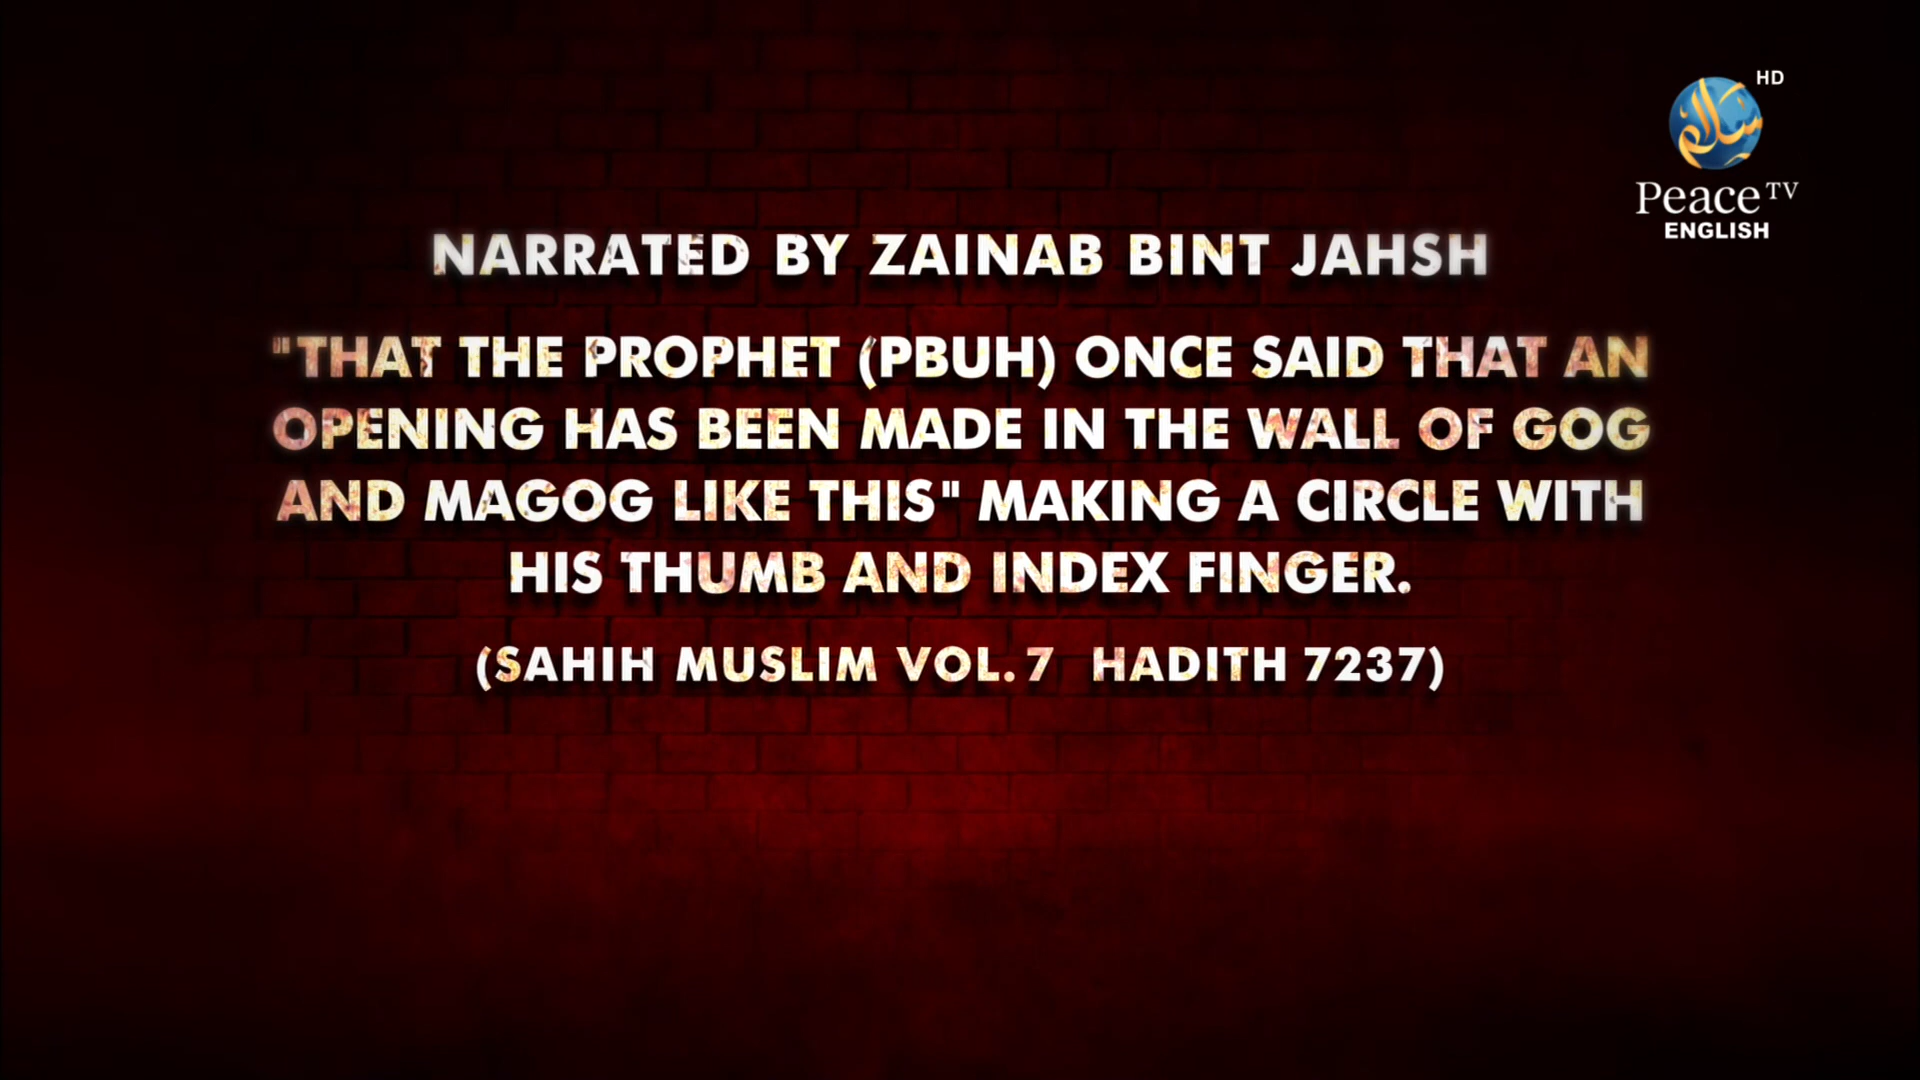 HD
سلام
Peace TV
ENGLISH
NARRATED BY ZAINAB BINT JAHSH
"THAT THE PROPHET (PBUH) ONCE SAID THAT AN
OPENING HAS BEEN MADE IN THE WALL OF GOG
AND MAGOG LIKE THIS" MAKING A CIRCLE WITH
HIS THUMB AND INDEX FINGER.
(SAHIH MUSLIM VOL. 7 HADITH 7237)